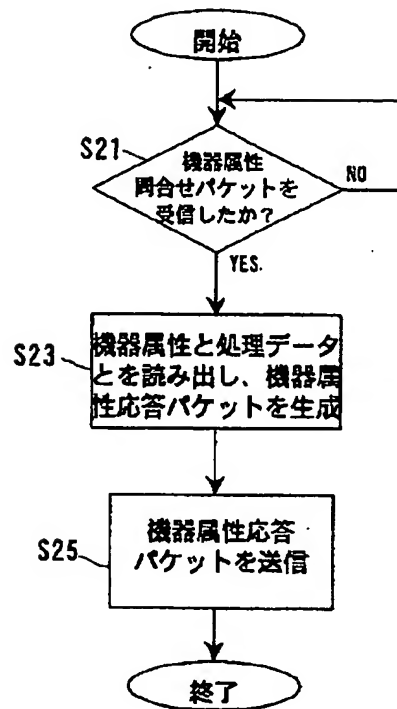 開始
S21
機器属性
問合せパケットを
受信したか？
NO
YES.
S23
機器属性と処理データ
とを読み出し、機器属
性応答パケットを生成
S25
機器属性応答
パケットを送信
終了